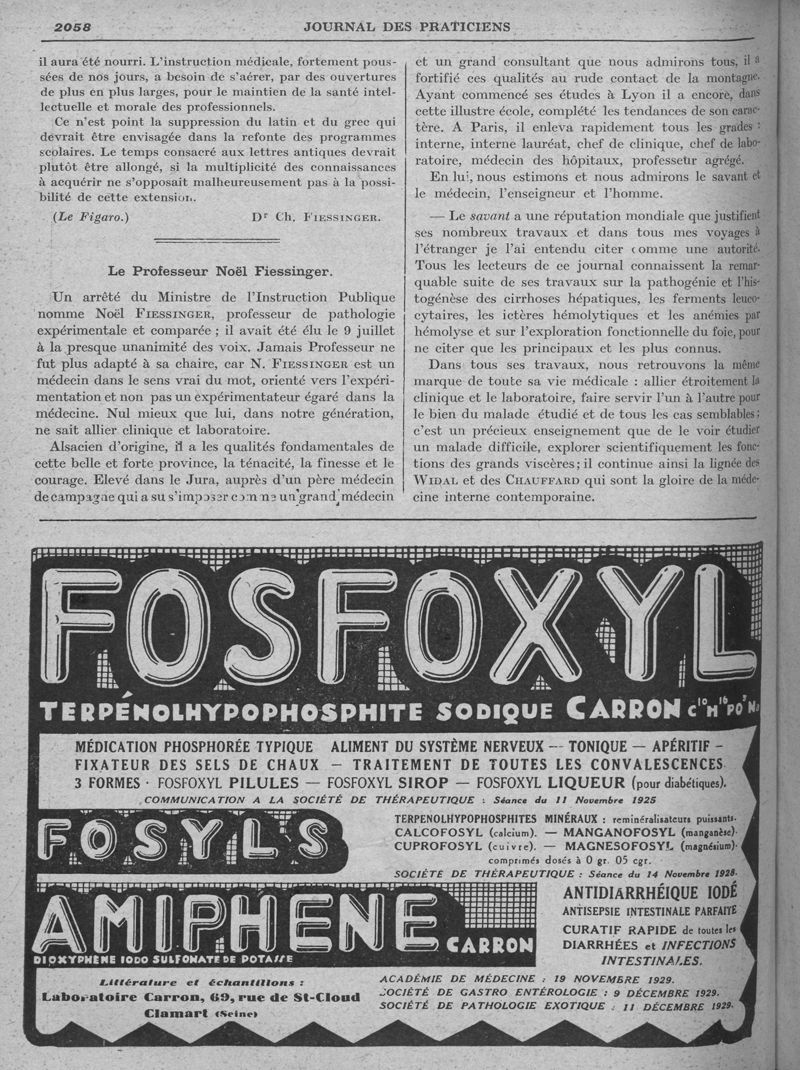 2058
JOURNAL DES PRATICIENS
il aura été nourri. L'instruction médicale, fortement pous-
sées de nos jours, a besoin de s'aérer, par des ouvertures
de plus en plus larges, pour le maintien de la santé intel-
lectuelle et morale des professionnels.
Ce n'est point la suppression du latin et du grec qui
devrait être envisagée dans la refonte des programmes
scolaires. Le temps consacré aux lettres antiques devrait
plutôt être allongé, si la multiplicité des connaissances
à acquérir ne s'opposait malheureusement pas à la possi-
bilité de cette extension.
(Le Figaro.) Dr Ch. FIESSINGER.
Le Professeur Noël Fiessinger.
Un arrêté du Ministre de l'Instruction Publique
nomme Noël FIESSINGER, professeur de pathologie
expérimentale et comparée ; il avait été élu le 9 juillet
à la presque unanimité des voix. Jamais Professeur ne
fut plus adapté à sa chaire, car N. FIESSINGER est un
médecin dans le sens vrai du mot, orienté vers l'expéri-
mentation et non pas un expérimentateur égaré dans la
médecine. Nul mieux que lui, dans notre génération,
ne sait allier clinique et laboratoire.
Alsacien d'origine, il a les qualités fondamentales de
cette belle et forte province, la ténacité, la finesse et le
courage. Elevé dans le Jura, auprès d'un père médecin
de campagne qui a su s'imposer comme un grand médecin
et un grand consultant que nous admirons tous, il a
fortifié ces qualités au rude contact de la montagne.
Ayant commencé ses études à Lyon il a encore, dans
cette illustre école, complété les tendances de son carac-
tère. A Paris, il enleva rapidement tous les grades :
interne, interne lauréat, chef de clinique, chef de labo-
ratoire, médecin des hôpitaux, professeur agrégé.
En lui, nous estimons et nous admirons le savant et
le médecin, l'enseigneur et l'homme.
— Le savant a une réputation mondiale que justifient
ses nombreux travaux et dans tous mes voyages à
l'étranger je l'ai entendu citer comme une autorité.
Tous les lecteurs de ce journal connaissent la remar-
quable suite de ses travaux sur la pathogénie et l'his-
togénèse des cirrhoses hépatiques, les ferments leuco-
cytaires, les ictères hémolytiques et les anémies par
hémolyse et sur l'exploration fonctionnelle du foie, pour
ne citer que les principaux et les plus connus.
Dans tous ses travaux, nous retrouvons la même
marque de toute sa vie médicale : allier étroitement la
clinique et le laboratoire, faire servir l'un à l'autre pour
le bien du malade étudié et de tous les cas semblables ;
c'est un précieux enseignement que de le voir étudier
un malade difficile, explorer scientifiquement les fonc-
tions des grands viscères ; il continue ainsi la lignée des
WIDAL et des CHAUFFARD qui sont la gloire de la méde-
cine interne contemporaine.
FOSFOXYL
TERPÉNOLHYPOPHOSPHITE SODIQUE CARRON C10H16PO3Na
MÉDICATION PHOSPHORÉE TYPIQUE ALIMENT DU SYSTÈME NERVEUX — TONIQUE — APÉRITIF -
FIXATEUR DES SELS DE CHAUX - TRAITEMENT DE TOUTES LES CONVALESCENCES
3 FORMES · FOSFOXYL PILULES — FOSFOXYL SIROP — FOSFOXYL LIQUEUR (pour diabétiques).
COMMUNICATION A LA SOCIÉTÉ DE THÉRAPEUTIQUE : Séance du 11 Novembre 1925
FOSYLS
TERPENOLHYPOPHOSPHITES MINÉRAUX : reminéralisateurs puissants.
CALCOFOSYL (calcium). — MANGANOFOSYL (manganèse).
CUPROFOSYL (cuivre). — MAGNESOFOSYL (magnésium).
comprimés dosés à 0 gr. 05 cgr.
SOCIÉTE DE THÉRAPEUTIQUE : Séance du 14 Novembre 1928.
AMIPHENE
CARRON
DIOXYPHÈNE IODO SULFONATE DE POTASSE
ANTIDIARRHÉIQUE IODÉ
ANTISEPSIE INTESTINALE PARFAITE
CURATIF RAPIDE de toutes les
DIARRHÉES et INFECTIONS
INTESTINALES.
Littérature et échantillons :
Laboratoire Carron, 69, rue de St-Cloud
Clamart (Seine)
ACADÉMIE DE MÉDECINE : 19 NOVEMBRE 1929.
SOCIÉTÉ DE GASTRO ENTÉROLOGIE : 9 DÉCEMBRE 1929.
SOCIÉTÉ DE PATHOLOGIE EXOTIQUE : 11 DÉCEMBRE 1929.